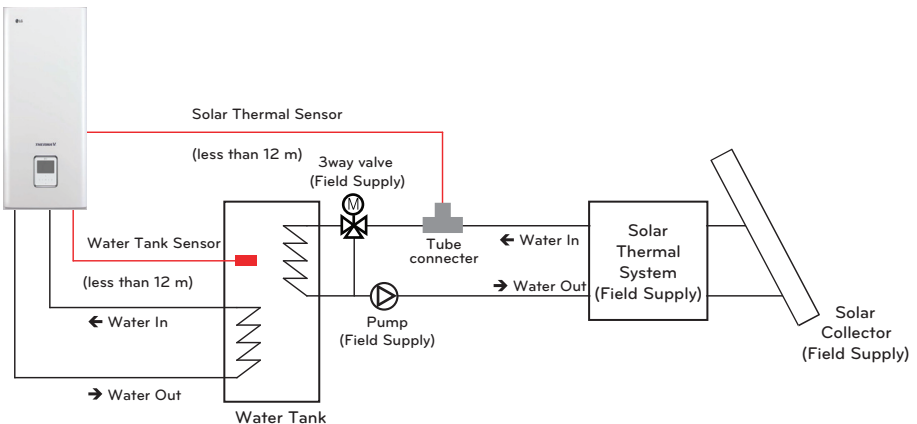 LG
THERMA V
Solar Thermal Sensor
(less than 12 m)
3way valve
(Field Supply)
M
Water Tank Sensor
(less than 12 m)
🡰 Water In
🡲 Water Out
Water Tank
Tube
connecter
🡰 Water In
🡲 Water Out
Pump
(Field Supply)
Solar
Thermal
System
(Field Supply)
Solar
Collector
(Field Supply)